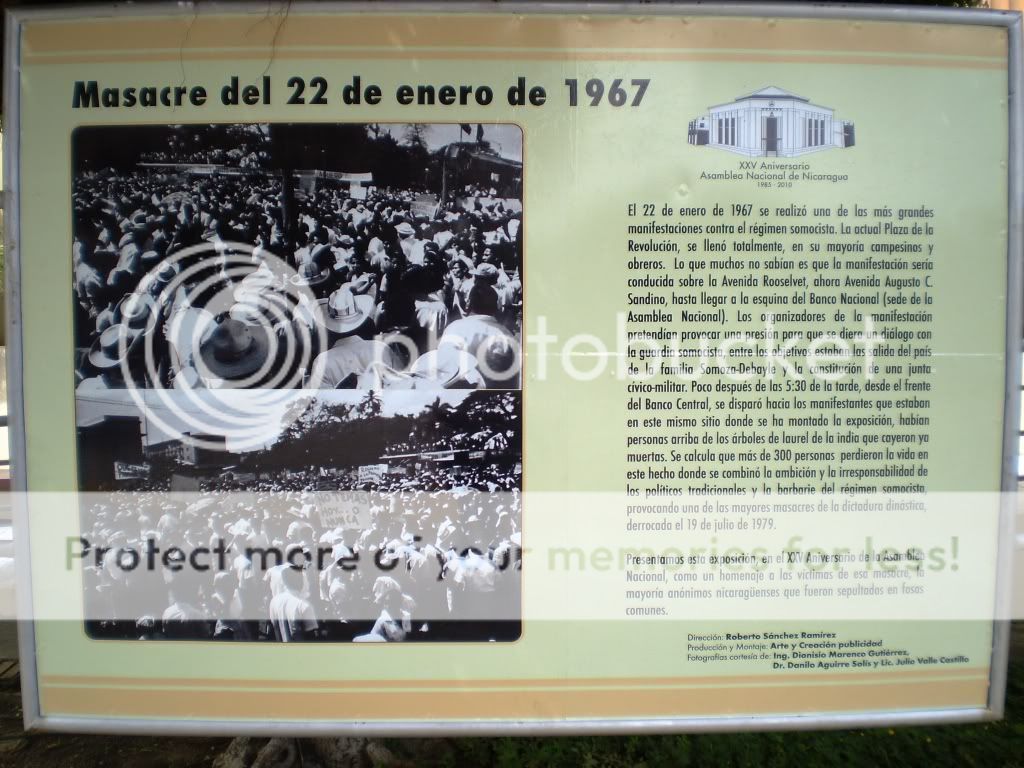 Masacre del 22 de enero de 1967
XXV Aniversario
Asamblea Nacional de Nicaragua
1985 - 2010
El 22 de enero de 1967 se realizó una de las más grandes
manifestaciones contra el régimen somocista. La actual Plaza de la
Revolución, se llenó totalmente, en su mayoría campesinos y
obreros. Lo que muchos no sabían es que la manifestación sería
conducida sobre la Avenida Rooselvet, ahora Avenida Augusto C.
Sandino, hasta llegar a la esquina del Banco Nacional (sede de la
Asamblea Nacional). Los organizadores de la manifestación
pretendían provocar una presión para que se diera un diálogo con
la guardia somocista, entre los objetivos estaban las salida del país
de la familia Somoza-Debayle y la constitución de una junta
cívico-militar. Poco después de las 5:30 de la tarde, desde el frente
del Banco Central, se disparó hacia los manifestantes que estaban
en este mismo sitio donde se ha montado la exposición, habían
personas arriba de los árboles de laurel de la india que cayeron ya
muertas. Se calcula que más de 300 personas perdieron la vida en
este hecho donde se combinó la ambición y la irresponsabilidad de
los políticos tradicionales y la barbarie del régimen somocista,
provocando una de las mayores masacres de la dictadura dinástica,
derrocada el 19 de julio de 1979.
Presentamos esta exposición, en el XXV Aniversario de la Asamblea
Nacional, como un homenaje a las víctimas de esa masacre, la
mayoría anónimos nicaragüenses que fueron sepultadas en fosas
comunes.
Dirección: Roberto Sánchez Ramírez
Producción y Montaje: Arte y Creación publicidad
Fotografías cortesía de: Ing. Dionisio Marenco Gutiérrez,
Dr. Danilo Aguirre Solís y Lic. Julio Valle Castillo
HOY... O
NUNCA
photobucket
Protect more of your memories for less!